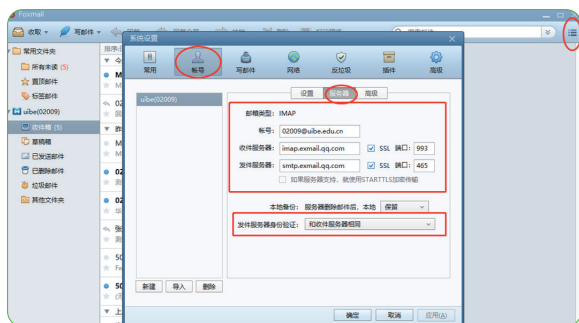 Foxmail
收取
写邮件
系统设置
常用
帐号
写邮件
网络
反垃圾
插件
高级
常用文件夹
所有未读 (5)
置顶邮件
标签邮件
uibe(02009)
收件箱 (5)
草稿箱
已发送邮件
已删除邮件
垃圾邮件
其他文件夹
uibe(02009)
设置
服务器
高级
邮箱类型: IMAP
帐号: 02009@uibe.edu.cn
收件服务器: imap.exmail.qq.com SSL 端口: 993
发件服务器: smtp.exmail.qq.com SSL 端口: 465
如果服务器支持，就使用STARTTLS加密传输
本地备份: 服务器删除邮件后，本地 保留
发件服务器身份验证: 和收件服务器相同
新建
导入
删除
确定
取消
应用(A)